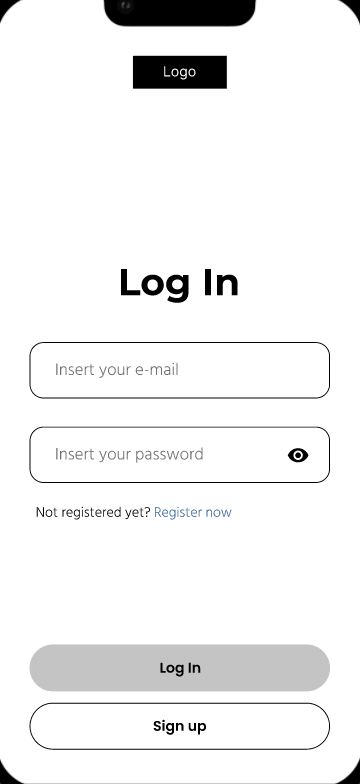 Logo
Log In
Insert your e-mail
Insert your password
Not registered yet? Register now
Log In
Sign up